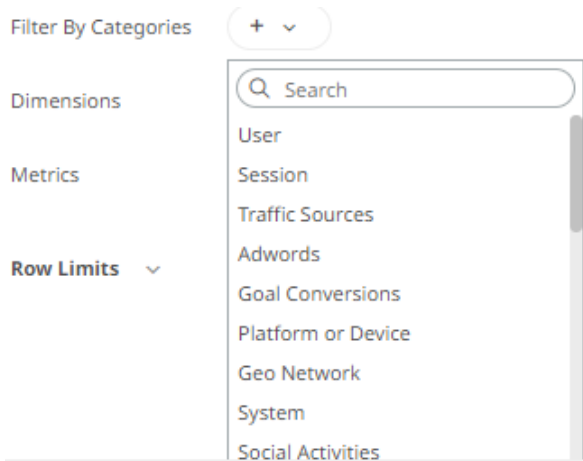 Filter By Categories
+
Search
Dimensions
User
Metrics
Session
Traffic Sources
Row Limits
Adwords
Goal Conversions
Platform or Device
Geo Network
System
Social Activities